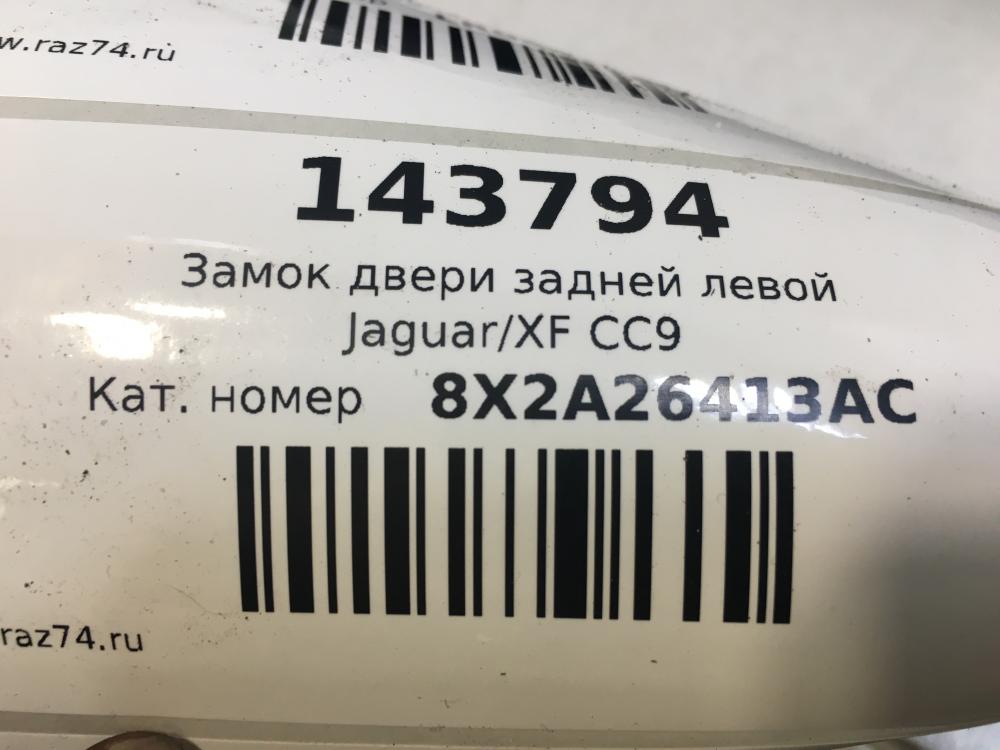 w.raz74.ru
143794
Замок двери задней левой
Jaguar/XF CC9
Кат. номер 8X2A26413AC
raz74.ru